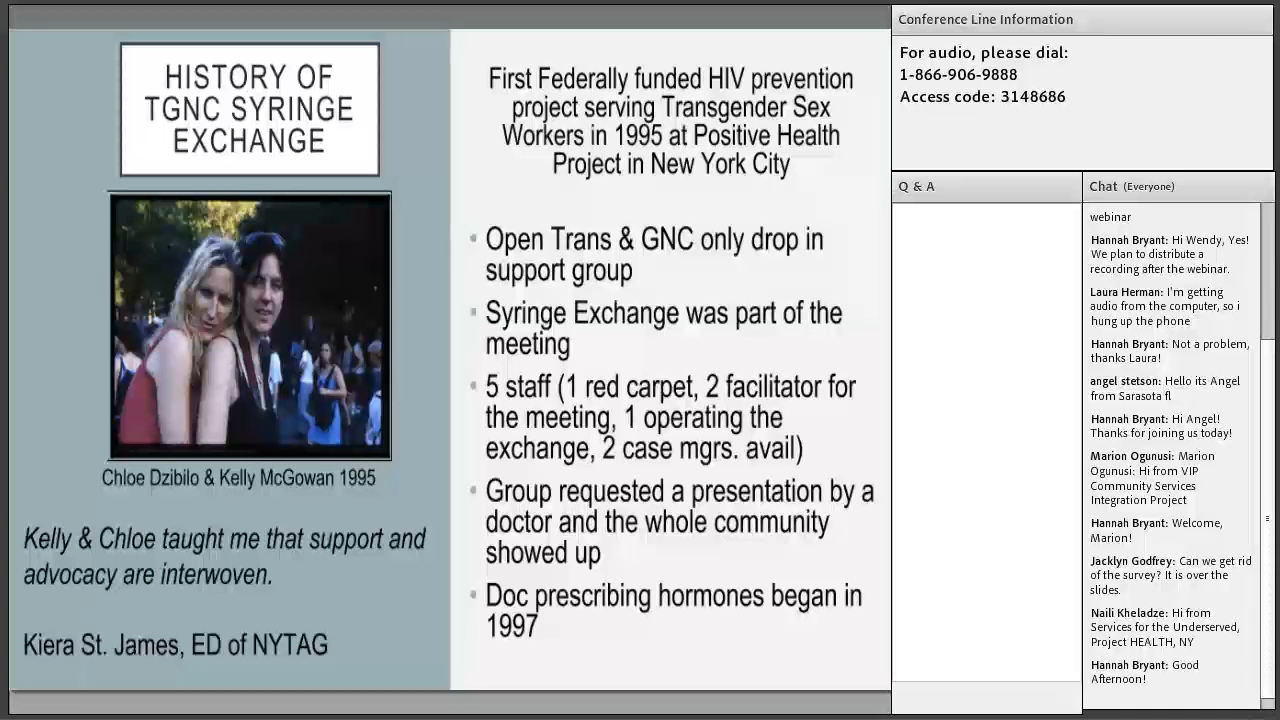 HISTORY OF
TGNC SYRINGE
EXCHANGE
Chloe Dzibilo & Kelly McGowan 1995
Kelly & Chloe taught me that support and
advocacy are interwoven.
Kiera St. James, ED of NYTAG
First Federally funded HIV prevention
project serving Transgender Sex
Workers in 1995 at Positive Health
Project in New York City
• Open Trans & GNC only drop in
support group
• Syringe Exchange was part of the
meeting
• 5 staff (1 red carpet, 2 facilitator for
the meeting, 1 operating the
exchange, 2 case mgrs. avail)
• Group requested a presentation by a
doctor and the whole community
showed up
• Doc prescribing hormones began in
1997
Conference Line Information
For audio, please dial:
1-866-906-9888
Access code: 3148686
Q & A
Chat (Everyone)
webinar
Hannah Bryant: Hi Wendy, Yes!
We plan to distribute a
recording after the webinar.
Laura Herman: I'm getting
audio from the computer, so i
hung up the phone
Hannah Bryant: Not a problem,
thanks Laura!
angel stetson: Hello its Angel
from Sarasota fl
Hannah Bryant: Hi Angel!
Thanks for joining us today!
Marion Ogunusi: Marion
Ogunusi: Hi from VIP
Community Services
Integration Project
Hannah Bryant: Welcome,
Marion!
Jacklyn Godfrey: Can we get rid
of the survey? It is over the
slides.
Naili Kheladze: Hi from
Services for the Underserved,
Project HEALTH, NY
Hannah Bryant: Good
Afternoon!